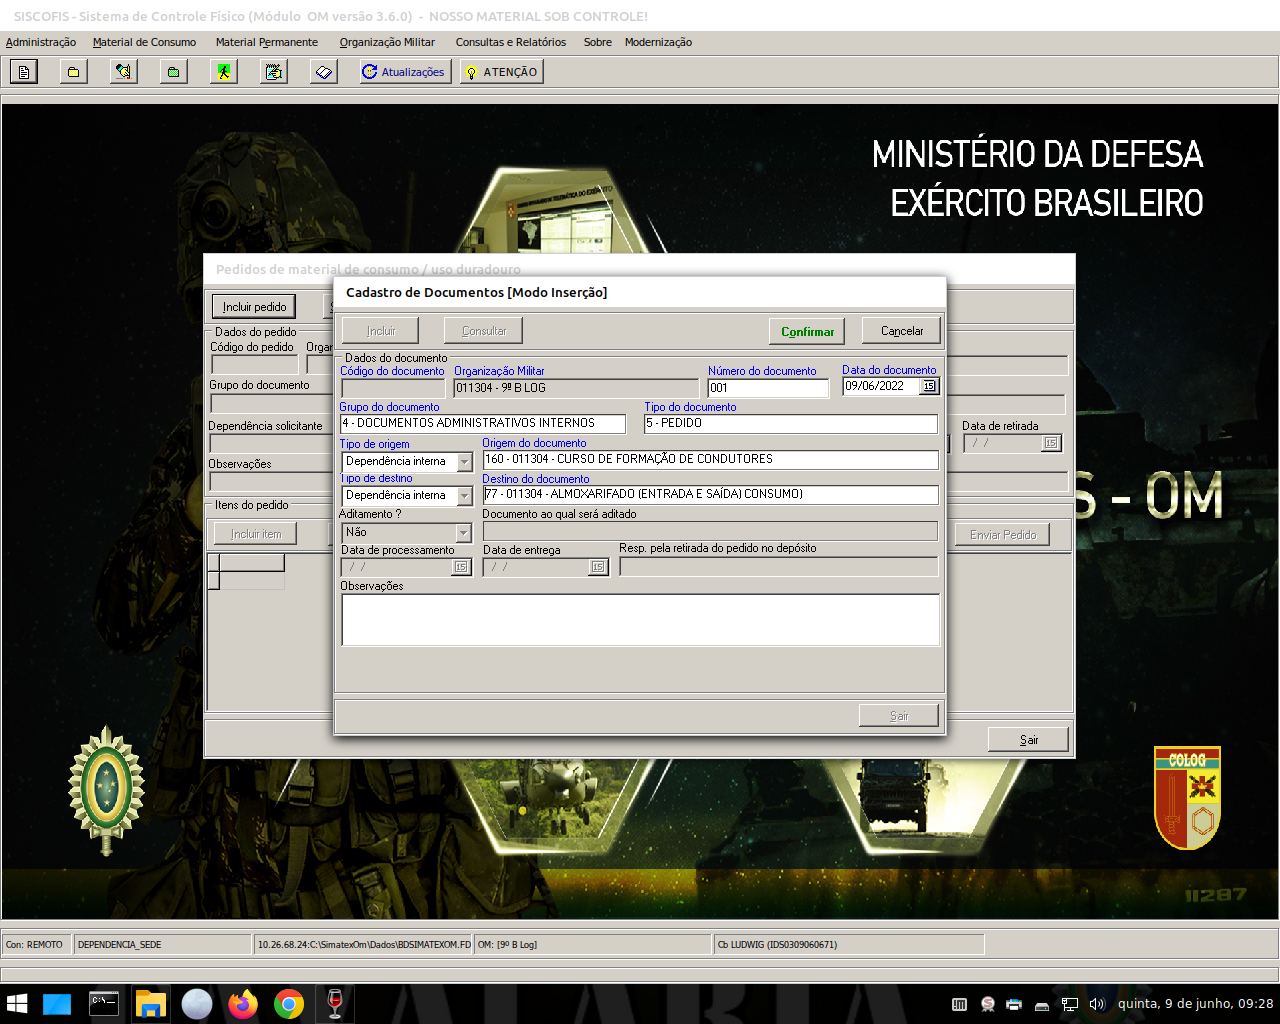 SISCOFIS - Sistema de Controle Físico (Módulo  OM versão 3.6.0)  -  NOSSO MATERIAL SOB CONTROLE!
Administração Material de Consumo Material Permanente Organização Militar Consultas e Relatórios Sobre Modernização
Atualizações ATENÇÃO
MINISTÉRIO DA DEFESA
EXÉRCITO BRASILEIRO
Pedidos de material de consumo / uso duradouro
Incluir pedido
Dados do pedido
Código do pedido
Grupo do documento
Dependência solicitante
Data de retirada
/ /
15
Observações
Itens do pedido
Incluir item
Enviar Pedido
Sair
Cadastro de Documentos [Modo Inserção]
Incluir Consultar Confirmar Cancelar
Dados do documento
Código do documento Organização Militar Número do documento Data do documento
011304 - 9º B LOG 001 09/06/2022 15
Grupo do documento Tipo do documento
4 - DOCUMENTOS ADMINISTRATIVOS INTERNOS 5 - PEDIDO
Tipo de origem Origem do documento
Dependência interna 160 - 011304 - CURSO DE FORMAÇÃO DE CONDUTORES
Tipo de destino Destino do documento
Dependência interna 77 - 011304 - ALMOXARIFADO (ENTRADA E SAÍDA) CONSUMO)
Aditamento ? Documento ao qual será aditado
Não
Data de processamento Data de entrega Resp. pela retirada do pedido no depósito
/ / 15 / / 15
Observações
Sair
S - OM
COLOG
11287
Con: REMOTO DEPENDENCIA_SEDE 10.26.68.24:C:\SimatexOm\Dados\BDSIMATEXOM.FD OM: [9º B Log] Cb LUDWIG (IDS0309060671)
quinta, 9 de junho, 09:28